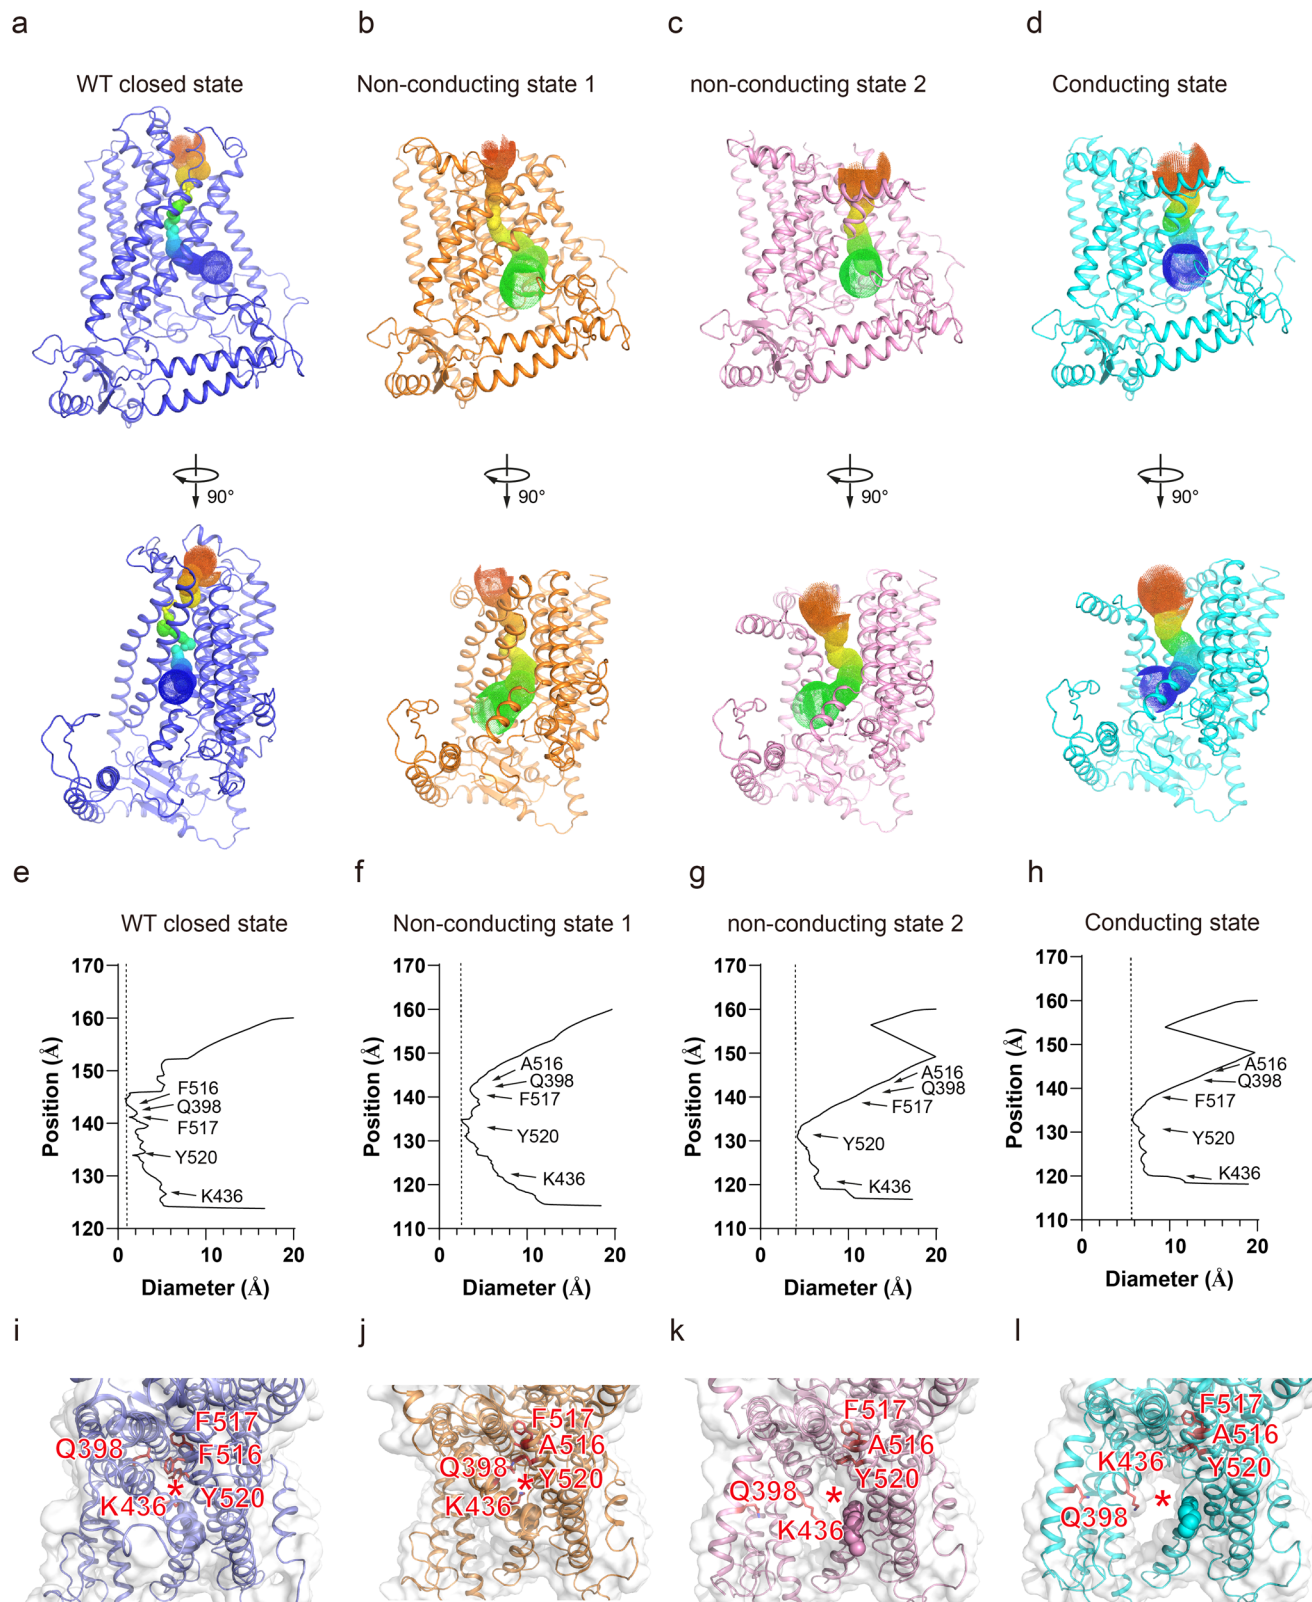 a
b
c
d
WT closed state
Non-conducting state 1
non-conducting state 2
Conducting state
90°
90°
90°
90°
e
f
g
h
WT closed state
Non-conducting state 1
non-conducting state 2
Conducting state
Position (Å)
170
160
150
140
130
120
F516
Q398
F517
Y520
K436
0
10
20
Diameter (Å)
Position (Å)
170
160
150
140
130
120
110
A516
Q398
F517
Y520
K436
0
10
20
Diameter (Å)
Position (Å)
170
160
150
140
130
120
110
A516
Q398
F517
Y520
K436
0
10
20
Diameter (Å)
Position (Å)
170
160
150
140
130
120
110
A516
Q398
F517
Y520
K436
0
10
20
Diameter (Å)
i
j
k
l
F517
Q398
F516
*
K436
Y520
F517
A516
Q398
*
Y520
K436
F517
A516
Y520
Q398
*
K436
F517
A516
K436
Y520
*
Q398